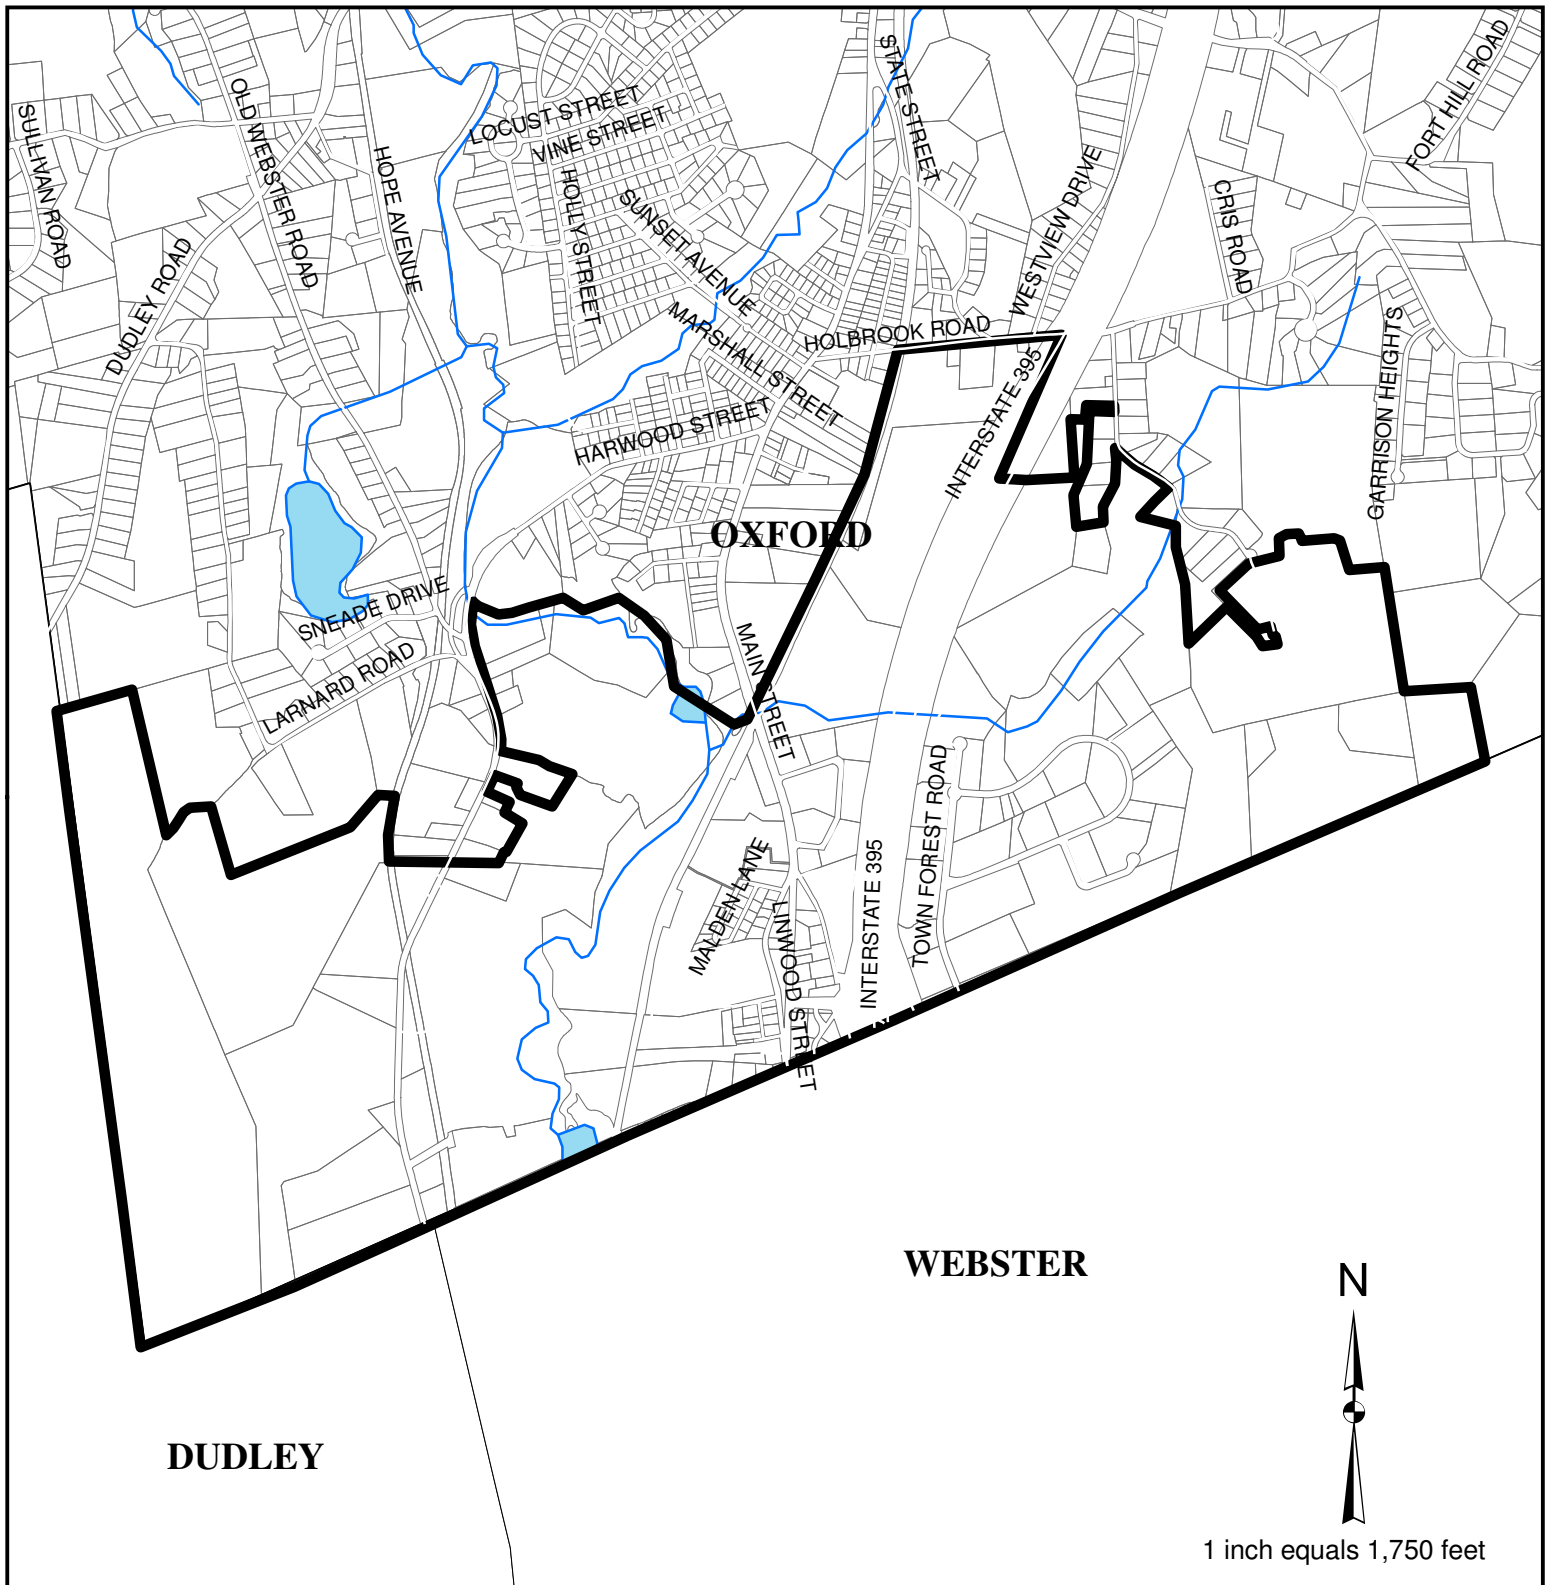 STATE STREET
FORT HILL ROAD
OLD WEBSTER ROAD
LOCUST STREET
SULLIVAN ROAD
VINE STREET
HOPE AVENUE
WESTVIEW DRIVE
HOLLY STREET
SUNSET AVENUE
CRIS ROAD
DUDLEY ROAD
MARSHALL STREET
HOLBROOK ROAD
GARRISON HEIGHTS
INTERSTATE 395
HARWOOD STREET
OXFORD
SNEADE DRIVE
LARNARD ROAD
MAIN STREET
TOWN FOREST ROAD
MALDEN LANE
INTERSTATE 395
LINWOOD STREET
WEBSTER
N
DUDLEY
1 inch equals 1,750 feet